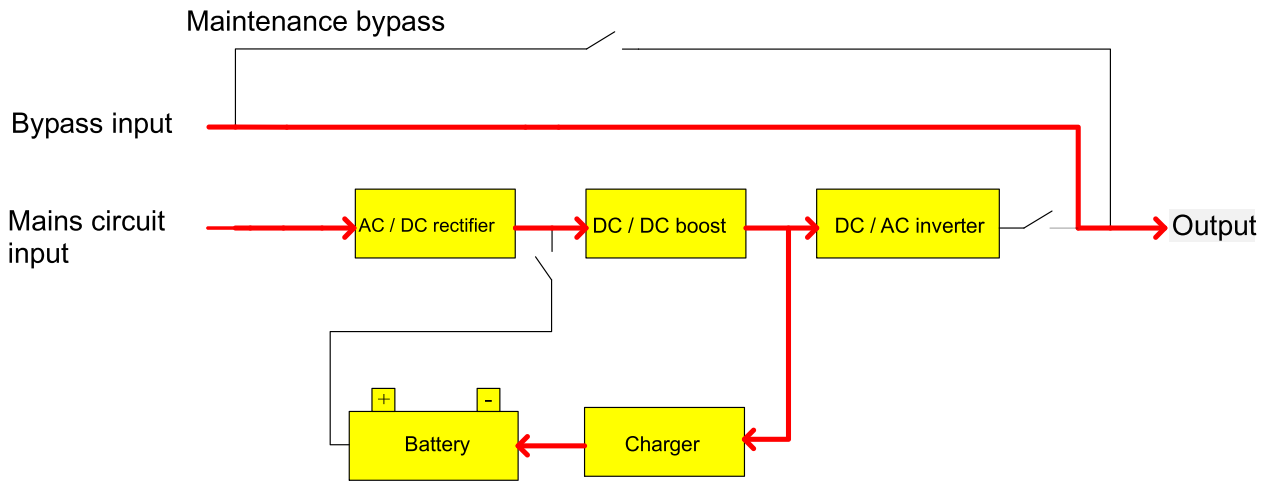 Maintenance bypass
Bypass input
Mains circuit
input
AC / DC rectifier
DC / DC boost
DC / AC inverter
Output
+
-
Battery
Charger